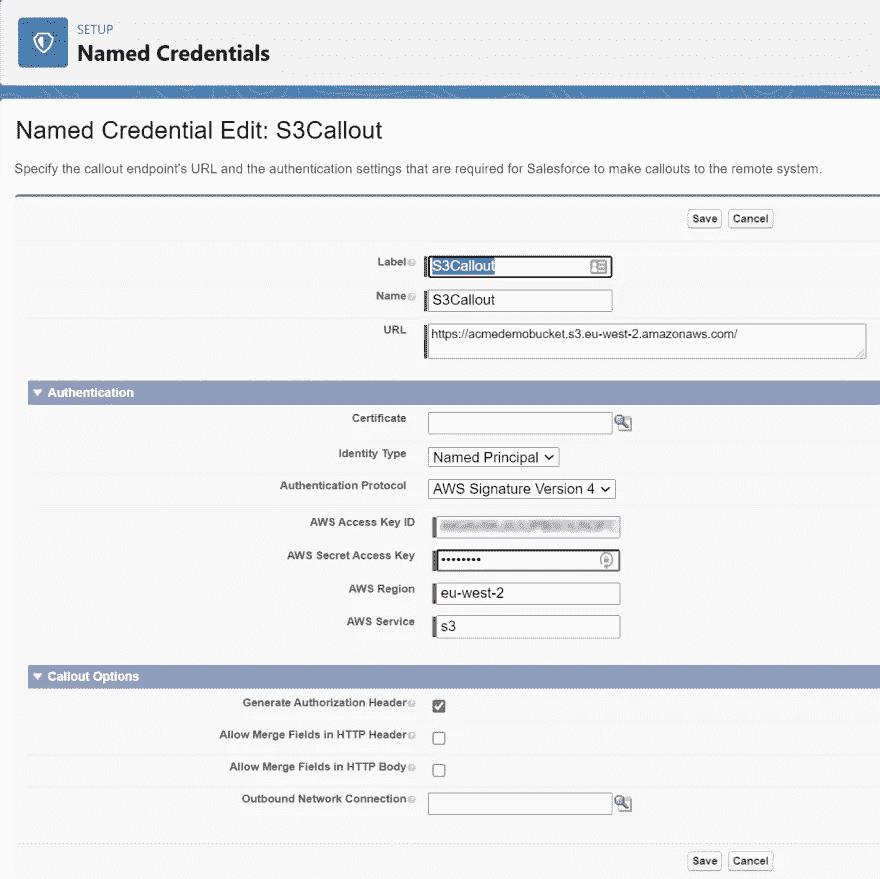 SETUP
Named Credentials
Named Credential Edit: S3Callout
Specify the callout endpoint's URL and the authentication settings that are required for Salesforce to make callouts to the remote system.
Save Cancel
Label S3Callout
Name S3Callout
URL https://acmedemobucket.s3.eu-west-2.amazonaws.com/
Authentication
Certificate
Identity Type Named Principal
Authentication Protocol AWS Signature Version 4
AWS Access Key ID
AWS Secret Access Key ••••••••
AWS Region eu-west-2
AWS Service s3
Callout Options
Generate Authorization Header
Allow Merge Fields in HTTP Header
Allow Merge Fields in HTTP Body
Outbound Network Connection
Save Cancel